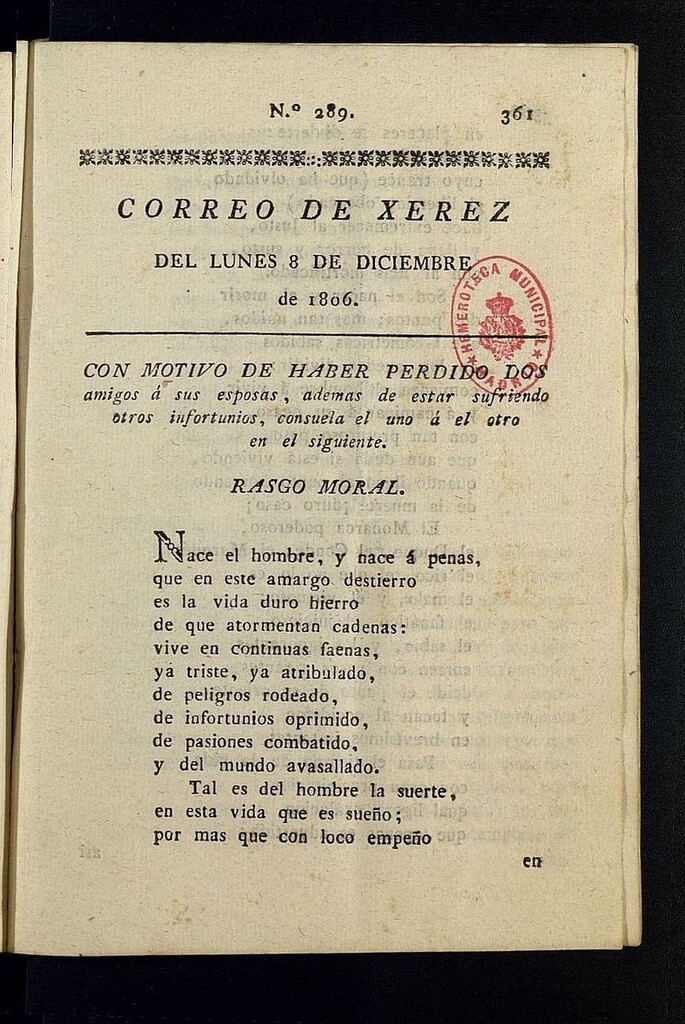 N.º 289. 361
CORREO DE XEREZ
DEL LUNES 8 DE DICIEMBRE
de 1806.
HEMEROTECA MUNICIPAL
MADRID
CON MOTIVO DE HABER PERDIDO DOS
amigos á sus esposas, ademas de estar sufriendo
otros infortunios, consuela el uno á el otro
en el siguiente.
RASGO MORAL.
Nace el hombre, y nace á penas,
que en este amargo destierro
es la vida duro hierro
de que atormentan cadenas:
vive en continuas faenas,
ya triste, ya atribulado,
de peligros rodeado,
de infortunios oprimido,
de pasiones combatido,
y del mundo avasallado.
Tal es del hombre la suerte,
en esta vida que es sueño;
por mas que con loco empeño
en